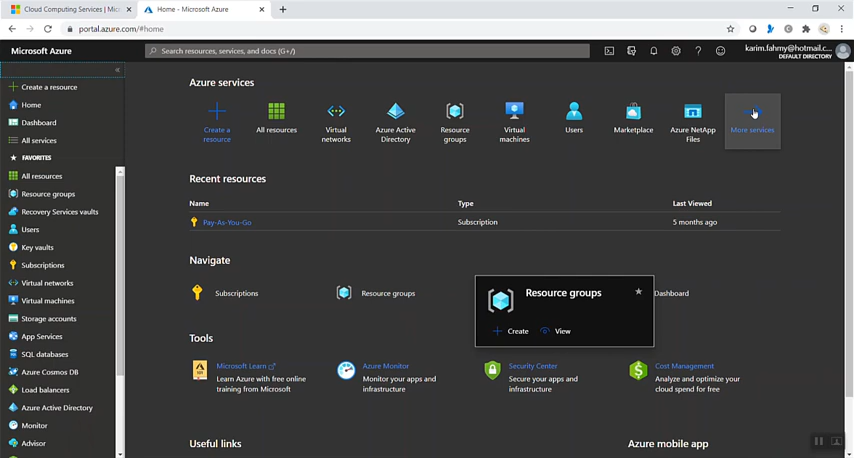 Cloud Computing Services | Mic
Home - Microsoft Azure
portal.azure.com/#home
Microsoft Azure
Search resources, services, and docs (G+/)
karim.fahmy@hotmail.c...
DEFAULT DIRECTORY
Create a resource
Home
Dashboard
All services
FAVORITES
All resources
Resource groups
Recovery Services vaults
Users
Key vaults
Subscriptions
Virtual networks
Virtual machines
Storage accounts
App Services
SQL databases
Azure Cosmos DB
Load balancers
Azure Active Directory
Monitor
Advisor
Azure services
Create a
resource
All resources
Virtual
networks
Azure Active
Directory
Resource
groups
Virtual
machines
Users
Marketplace
Azure NetApp
Files
More services
Recent resources
Name Type Last Viewed
Pay-As-You-Go Subscription 5 months ago
Navigate
Subscriptions
Resource groups
Dashboard
Resource groups
Create View
Tools
Microsoft Learn
Learn Azure with free online
training from Microsoft
Azure Monitor
Monitor your apps and
infrastructure
Security Center
Secure your apps and
infrastructure
Cost Management
Analyze and optimize your
cloud spend for free
Useful links
Azure mobile app